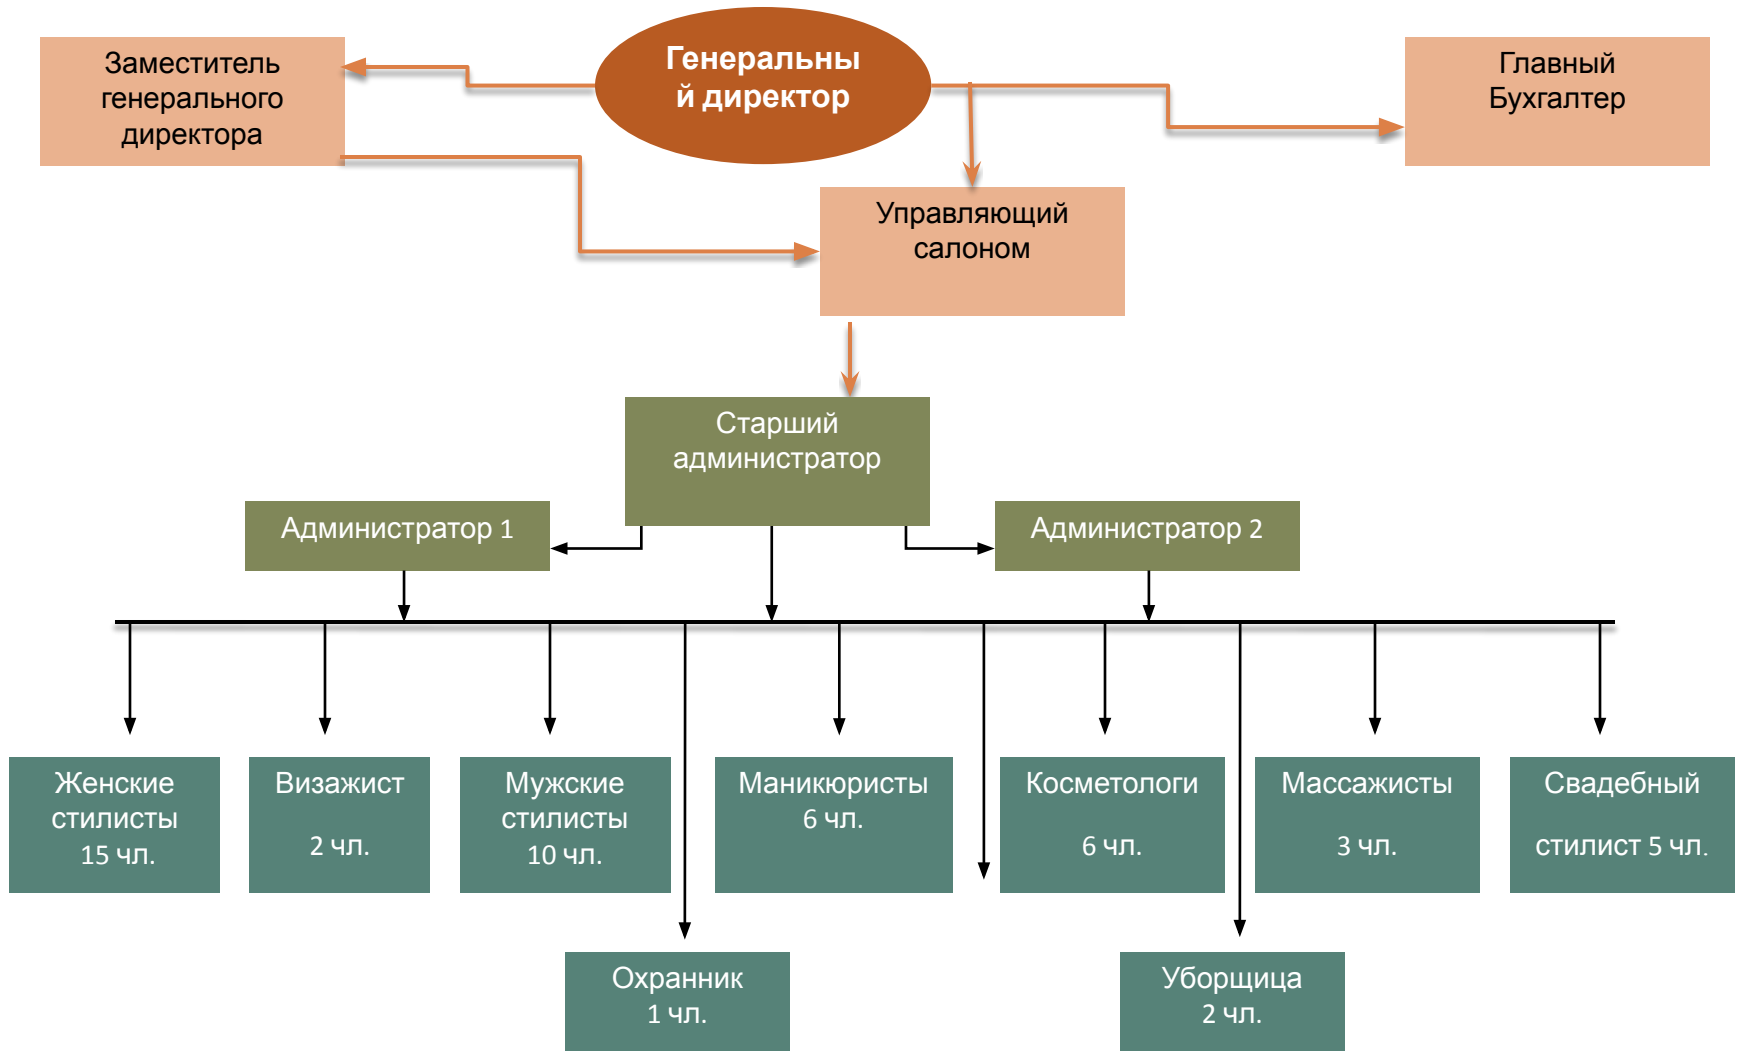 Заместитель
генерального
директора
Генеральны
й директор
Главный
Бухгалтер
Управляющий
салоном
Старший
администратор
Администратор 1
Администратор 2
Женские
стилисты
15 чл.
Визажист
2 чл.
Мужские
стилисты
10 чл.
Маникюристы
6 чл.
Косметологи
6 чл.
Массажисты
3 чл.
Свадебный
стилист 5 чл.
Охранник
1 чл.
Уборщица
2 чл.